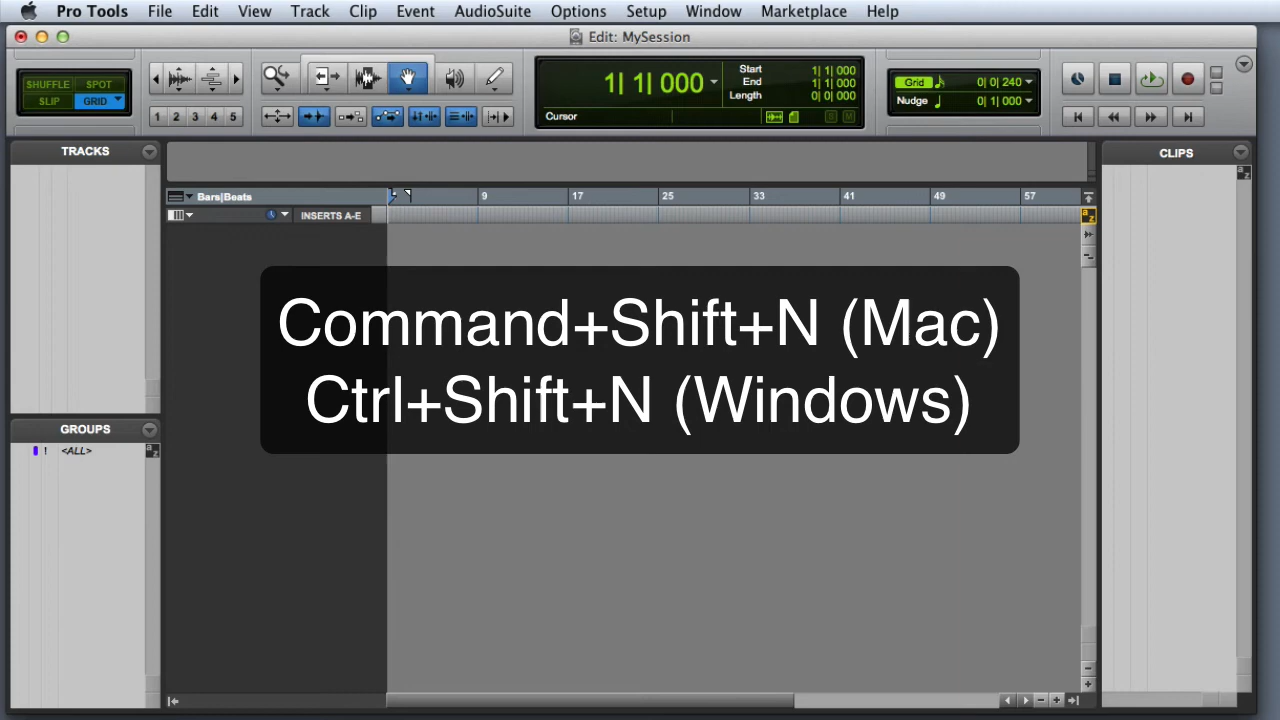 Pro Tools File Edit View Track Clip Event AudioSuite Options Setup Window Marketplace Help
Edit: MySession
SHUFFLE SPOT
SLIP GRID
1 2 3 4 5
1| 1| 000
Start 1| 1| 000
End 1| 1| 000
Length 0| 0| 000
Cursor
Grid 0| 0| 240
Nudge 0| 1| 000
TRACKS
CLIPS
Bars|Beats
9 17 25 33 41 49 57
INSERTS A-E
Command+Shift+N (Mac)
Ctrl+Shift+N (Windows)
GROUPS
! <ALL>
a z